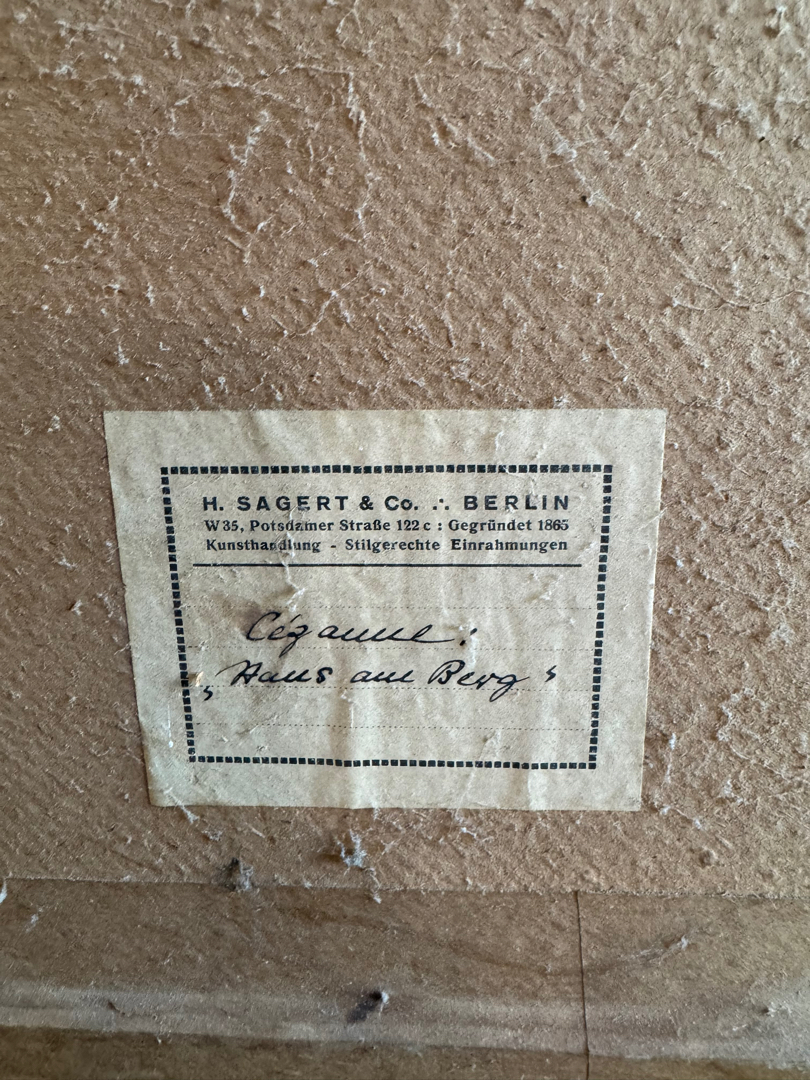 H. SAGERT & Co. ∴ BERLIN
W 35, Potsdamer Straße 122 c : Gegründet 1865
Kunsthandlung - Stilgerechte Einrahmungen
Cézanne :
„ Haus am Berg “